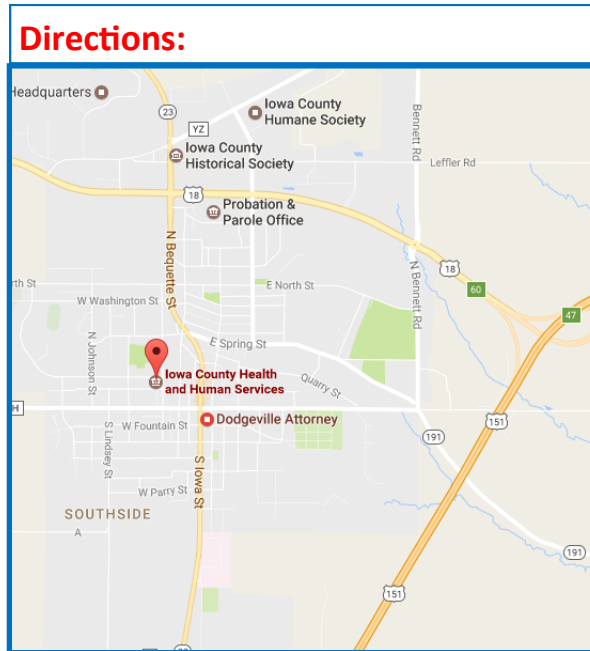 Directions:
Headquarters
Iowa County
Humane Society
23
YZ
Bennett Rd
Iowa County
Historical Society
Leffler Rd
18
Probation &
Parole Office
N Bequette St
N Bennett Rd
18
60
47
rth St
W Washington St
E North St
N Johnson St
E Spring St
Iowa County Health
and Human Services
Quarry St
H
Dodgeville Attorney
W Fountain St
151
191
S Lindsey St
S Iowa St
W Parry St
SOUTHSIDE
A
191
151